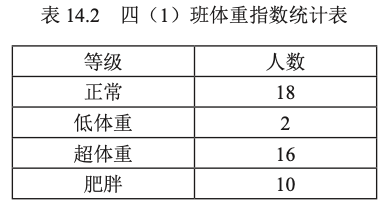 表 14.2 四（1）班体重指数统计表
等级 人数
正常 18
低体重 2
超体重 16
肥胖 10